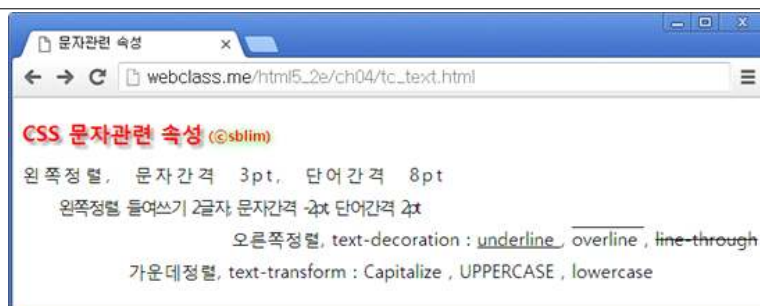 문자관련 속성
webclass.me/html5_2e/ch04/tc_text.html
CSS 문자관련 속성 (ⓒsblim)
왼쪽정렬, 문자간격 3pt, 단어간격 8pt
왼쪽정렬, 들여쓰기 2글자, 문자간격 -2pt, 단어간격 2pt
오른쪽정렬, text-decoration : underline , overline , line-through
가운데정렬, text-transform : Capitalize , UPPERCASE , lowercase